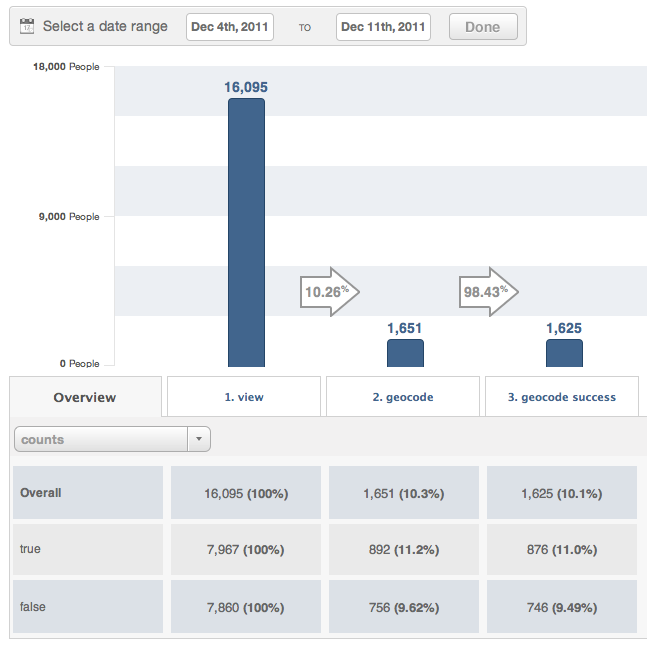 Select a date range Dec 4th, 2011 TO Dec 11th, 2011 Done
18,000 People
16,095
9,000 People
10.26%
98.43%
1,651
1,625
0 People
Overview 1. view 2. geocode 3. geocode success
counts
Overall 16,095 (100%) 1,651 (10.3%) 1,625 (10.1%)
true 7,967 (100%) 892 (11.2%) 876 (11.0%)
false 7,860 (100%) 756 (9.62%) 746 (9.49%)